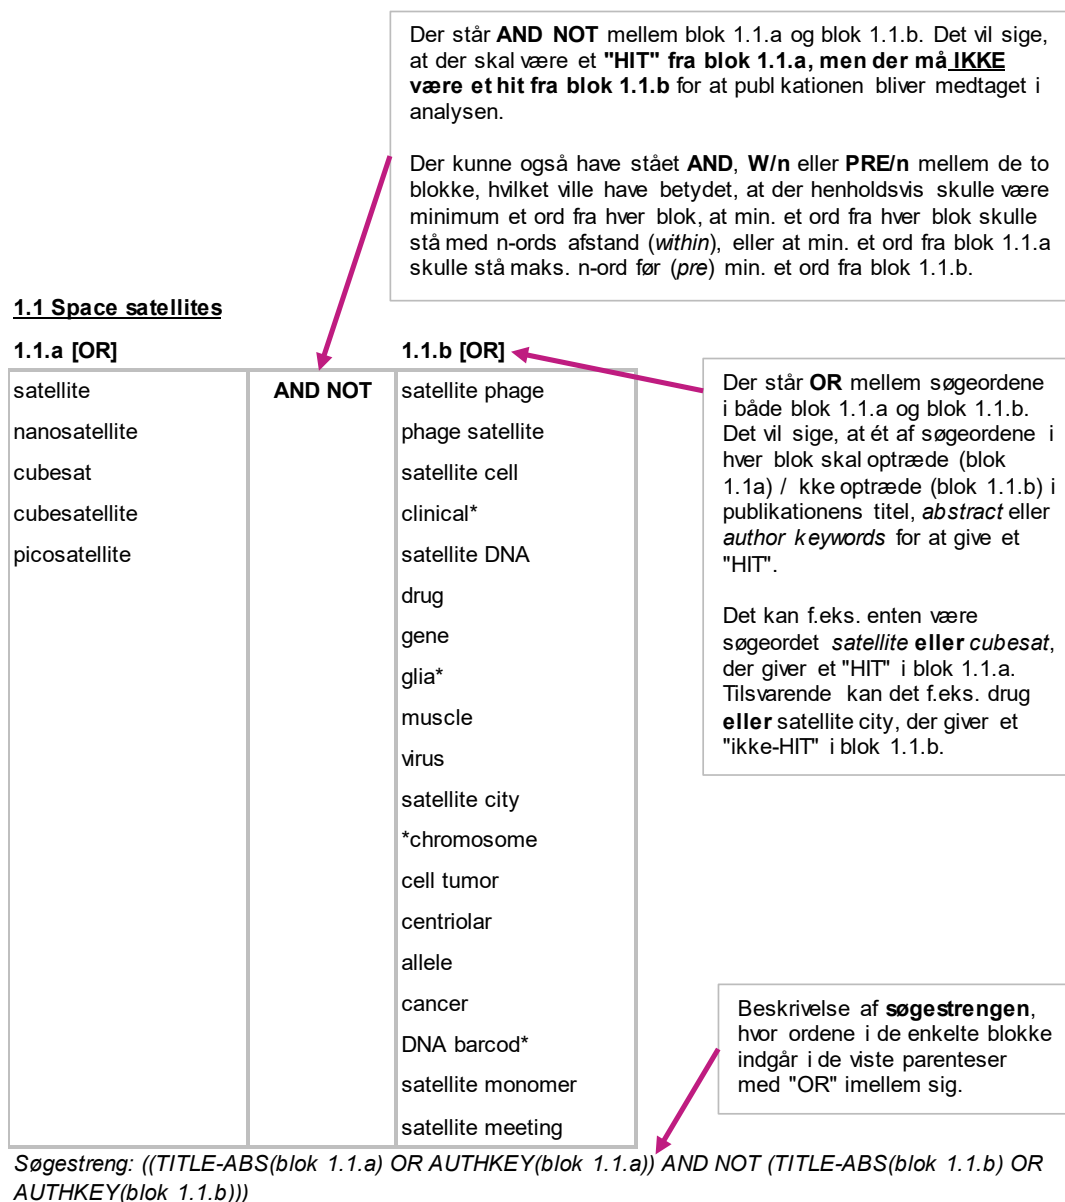 Der står AND NOT mellem blok 1.1.a og blok 1.1.b. Det vil sige,
at der skal være et "HIT" fra blok 1.1.a, men der må IKKE
være et hit fra blok 1.1.b for at publ kationen bliver medtaget i
analysen.
Der kunne også have stået AND, W/n eller PRE/n mellem de to
blokke, hvilket ville have betydet, at der henholdsvis skulle være
minimum et ord fra hver blok, at min. et ord fra hver blok skulle
stå med n-ords afstand (within), eller at min. et ord fra blok 1.1.a
skulle stå maks. n-ord før (pre) min. et ord fra blok 1.1.b.
1.1 Space satellites
1.1.a [OR]
1.1.b [OR]
satellite
AND NOT
satellite phage
nanosatellite
phage satellite
cubesat
satellite cell
cubesatellite
clinical*
picosatellite
satellite DNA
drug
gene
glia*
muscle
virus
satellite city
*chromosome
cell tumor
centriolar
allele
cancer
DNA barcod*
satellite monomer
satellite meeting
Der står OR mellem søgeordene
i både blok 1.1.a og blok 1.1.b.
Det vil sige, at ét af søgeordene i
hver blok skal optræde (blok
1.1a) / kke optræde (blok 1.1.b) i
publikationens titel, abstract eller
author keywords for at give et
"HIT".
Det kan f.eks. enten være
søgeordet satellite eller cubesat,
der giver et "HIT" i blok 1.1.a.
Tilsvarende kan det f.eks. drug
eller satellite city, der giver et
"ikke-HIT" i blok 1.1.b.
Beskrivelse af søgestrengen,
hvor ordene i de enkelte blokke
indgår i de viste parenteser
med "OR" imellem sig.
Søgestreng: ((TITLE-ABS(blok 1.1.a) OR AUTHKEY(blok 1.1.a)) AND NOT (TITLE-ABS(blok 1.1.b) OR
AUTHKEY(blok 1.1.b)))